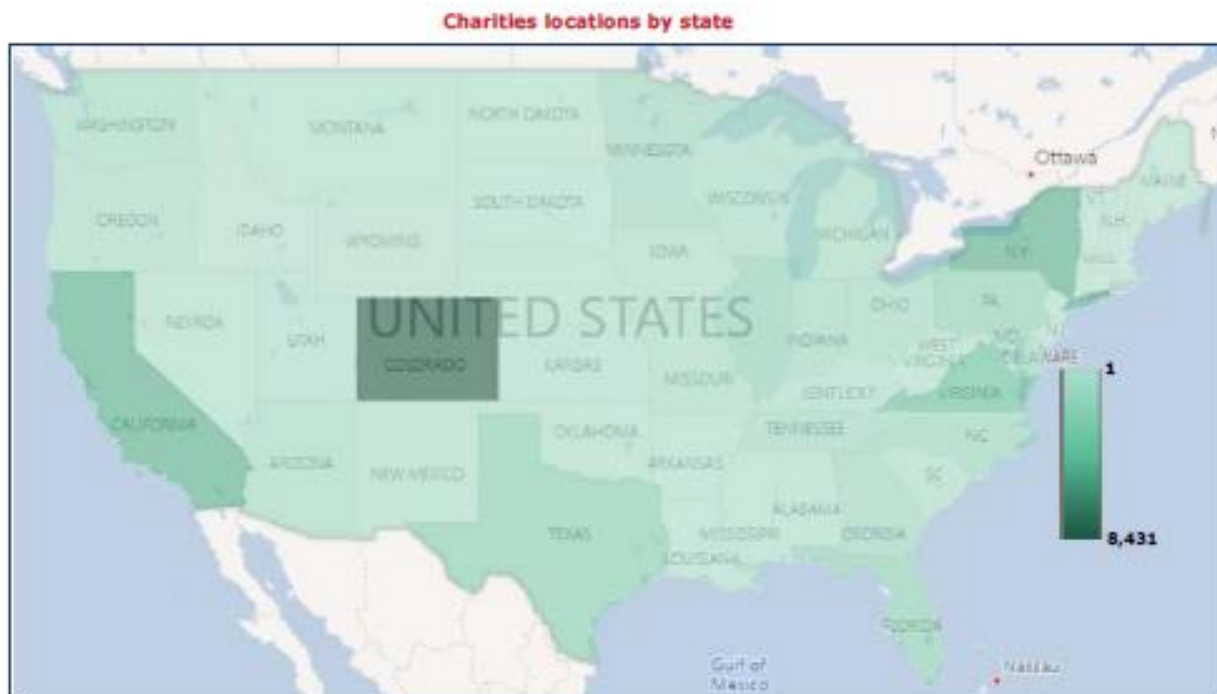 Charities locations by state
WASHINGTON
MONTANA
NORTH DAKOTA
MINNESOTA
Ottawa
MAINE
VT
N.H.
OREGON
IDAHO
SOUTH DAKOTA
WISCONSIN
MICHIGAN
WYOMING
IOWA
N.Y.
MASS.
UNITED STATES
NEVADA
UTAH
COLORADO
KANSAS
MISSOURI
INDIANA
OHIO
PA.
WEST
VIRGINIA
MD.
N.J.
DELAWARE
1
CALIFORNIA
KENTUCKY
VIRGINIA
ARIZONA
NEW MEXICO
OKLAHOMA
ARKANSAS
TENNESSEE
NC
SC
TEXAS
MISSISSIPPI
ALABAMA
GEORGIA
LOUISIANA
8,431
FLORIDA
Gulf of
Mexico
Nassau